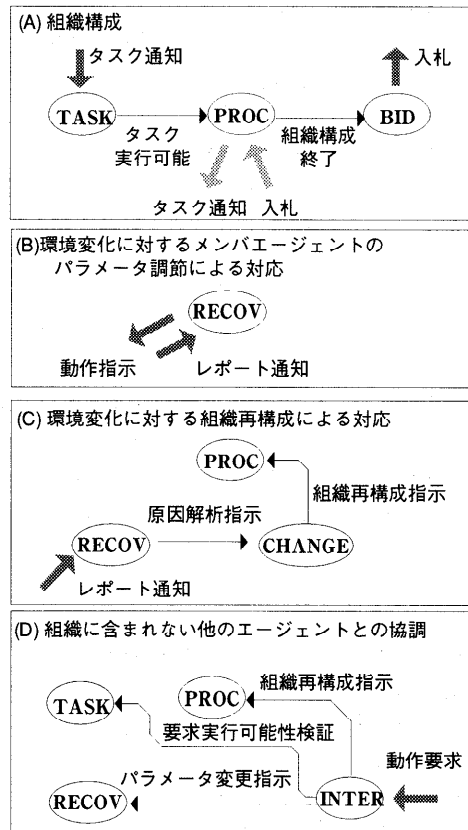 (A) 組織構成
タスク通知
入札
TASK
PROC
BID
タスク
実行可能
組織構成
終了
タスク通知 入札
(B)環境変化に対するメンバエージェントの
パラメータ調節による対応
RECOV
動作指示
レポート通知
(C) 環境変化に対する組織再構成による対応
PROC
組織再構成指示
原因解析指示
RECOV
CHANGE
レポート通知
(D) 組織に含まれない他のエージェントとの協調
組織再構成指示
PROC
TASK
要求実行可能性検証
動作要求
パラメータ変更指示
RECOV
INTER